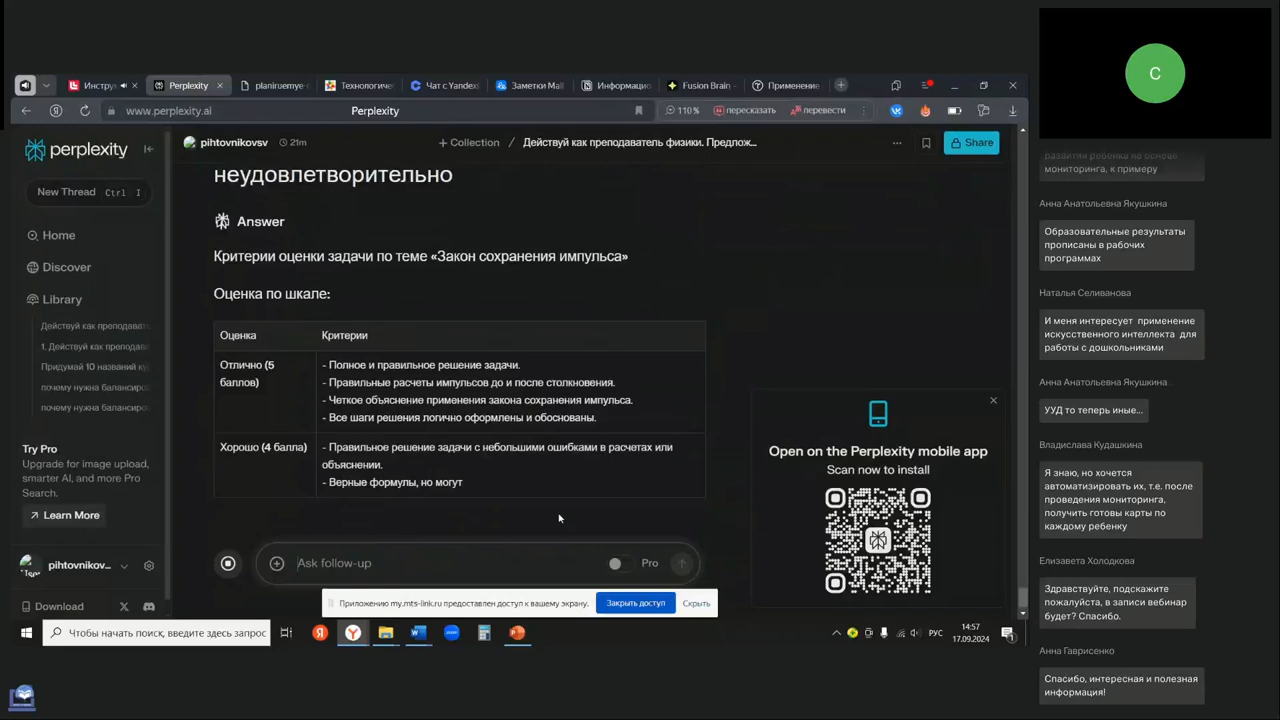 С
Инструк
Perplexity
planiruemye-
Технологичес
Чат с Yandex
Заметки Mail
Информацио
Fusion Brain -
Применение
www.perplexity.ai
Perplexity
110 %
пересказать
перевести
perplexity
New Thread
Ctrl
I
Home
Discover
Library
Действуй как преподават
1. Действуй как преподава
Придумай 10 названий ку
почему нужна балансиро
почему нужна балансиро
Try Pro
Upgrade for image upload,
smarter AI, and more Pro
Search.
Learn More
pihtovnikov...
Download
pihtovnikovsv
21m
Collection
/
Действуй как преподаватель физики. Предлож...
Share
неудовлетворительно
Answer
Критерии оценки задачи по теме «Закон сохранения импульса»
Оценка по шкале:
Оценка
Критерии
Отлично (5
баллов)
- Полное и правильное решение задачи.
- Правильные расчеты импульсов до и после столкновения.
- Четкое объяснение применения закона сохранения импульса.
- Все шаги решения логично оформлены и обоснованы.
Хорошо (4 балла)
- Правильное решение задачи с небольшими ошибками в расчетах или
объяснении.
- Верные формулы, но могут
Ask follow-up
Pro
Open on the Perplexity mobile app
Scan now to install
Приложению my.mts-link.ru предоставлен доступ к вашему экрану.
Закрыть доступ
Скрыть
Чтобы начать поиск, введите здесь запрос
РУС
14:57
17.09.2024
развития ребенка на основе
мониторинга, к примеру
Анна Анатольевна Якушкина
Образовательные результаты
прописаны в рабочих
программах
Наталья Селиванова
И меня интересует применение
искусственного интеллекта для
работы с дошкольниками
Анна Анатольевна Якушкина
УУД то теперь иные...
Владислава Кудашкина
Я знаю, но хочется
автоматизировать их, т.е. после
проведения мониторинга,
получить готовы карты по
каждому ребенку
Елизавета Холодкова
Здравствуйте, подскажите
пожалуйста, в записи вебинар
будет? Спасибо.
Анна Гаврисенко
Спасибо, интересная и полезная
информация!